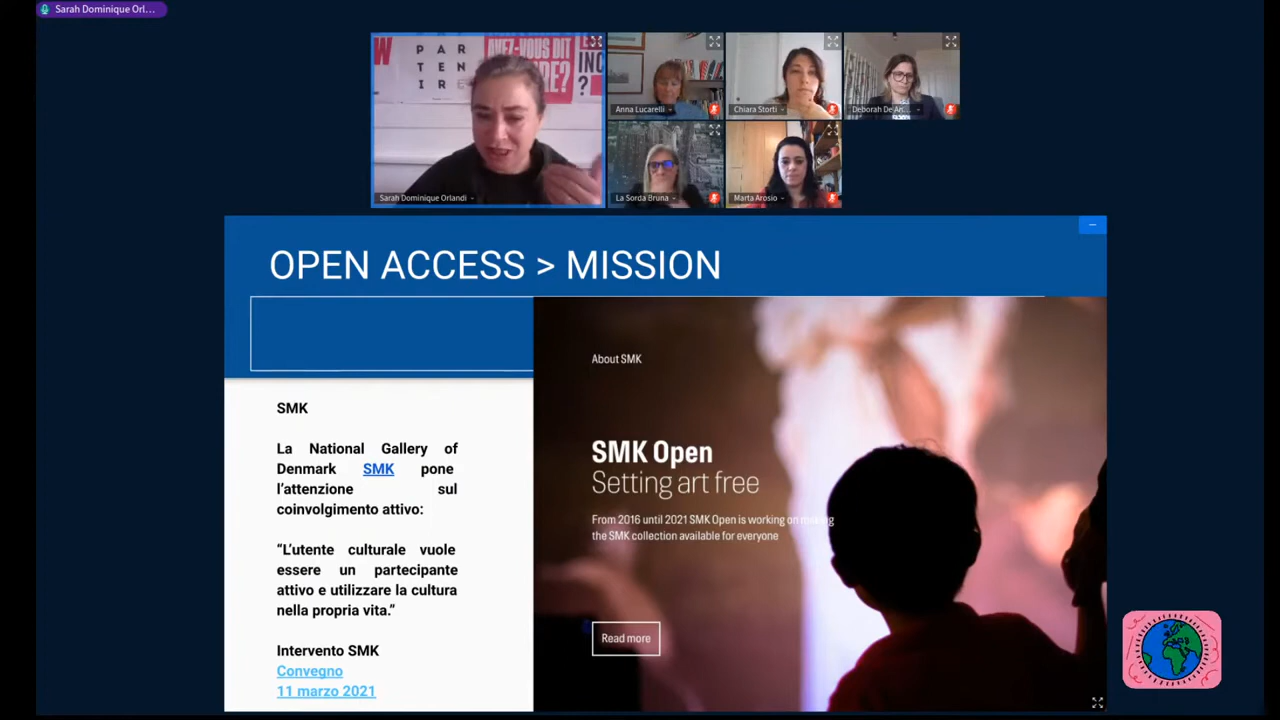 Sarah Dominique Orl...
W
P A R
T E N
I R E
AVEZ-VOUS DIT
INC
?
Sarah Dominique Orlandi
Anna Lucarelli
Chiara Storti
Deborah De An...
La Sorda Bruna
Marta Arosio
OPEN ACCESS > MISSION
About SMK
SMK Open
Setting art free
From 2016 until 2021 SMK Open is working on making
the SMK collection available for everyone
Read more
SMK
La National Gallery of
Denmark SMK pone
l’attenzione sul
coinvolgimento attivo:
“L’utente culturale vuole
essere un partecipante
attivo e utilizzare la cultura
nella propria vita.”
Intervento SMK
Convegno
11 marzo 2021